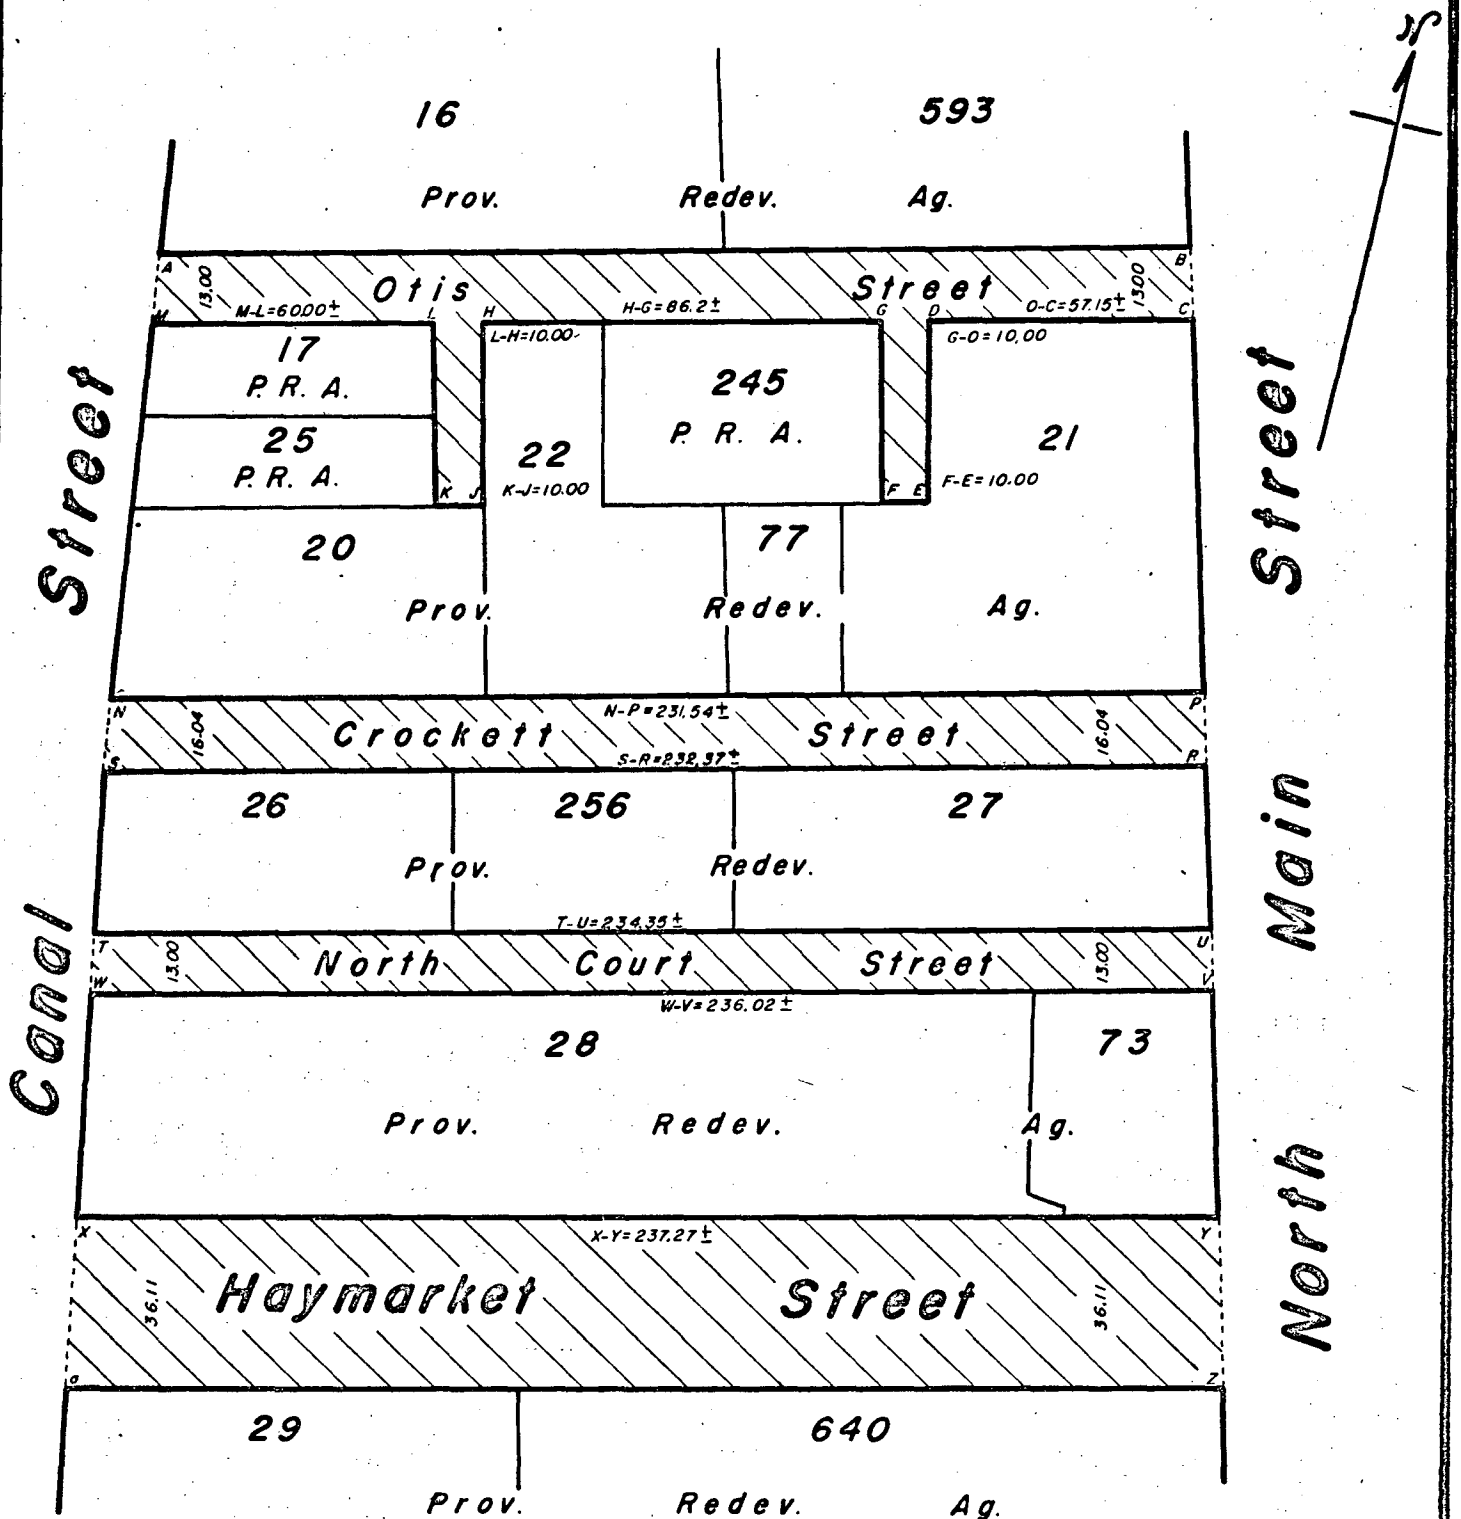 N
16 593
Prov. Redev. Ag.
A B
Otis Street
13.00 13.00
M-L=60.00± H-G=86.2± O-C=57.15±
M L H G D C
L-H=10.00 G-O=10.00
17
P. R. A.
245
P. R. A.
25
P. R. A.
22
21
K J K-J=10.00 F E F-E=10.00
20 77
Prov. Redev. Ag.
N N-P=231.54± P
16.04 Crockett Street 16.04
S S-R=232.37± R
26 256 27
Prov. Redev.
T-U=234.35±
T U
13.00 North Court Street 13.00
W V
W-V=236.02±
28 73
Prov. Redev. Ag.
X X-Y=237.27± Y
36.11 Haymarket Street 36.11
O Z
29 640
Prov. Redev. Ag.
Canal Street
North Main Street